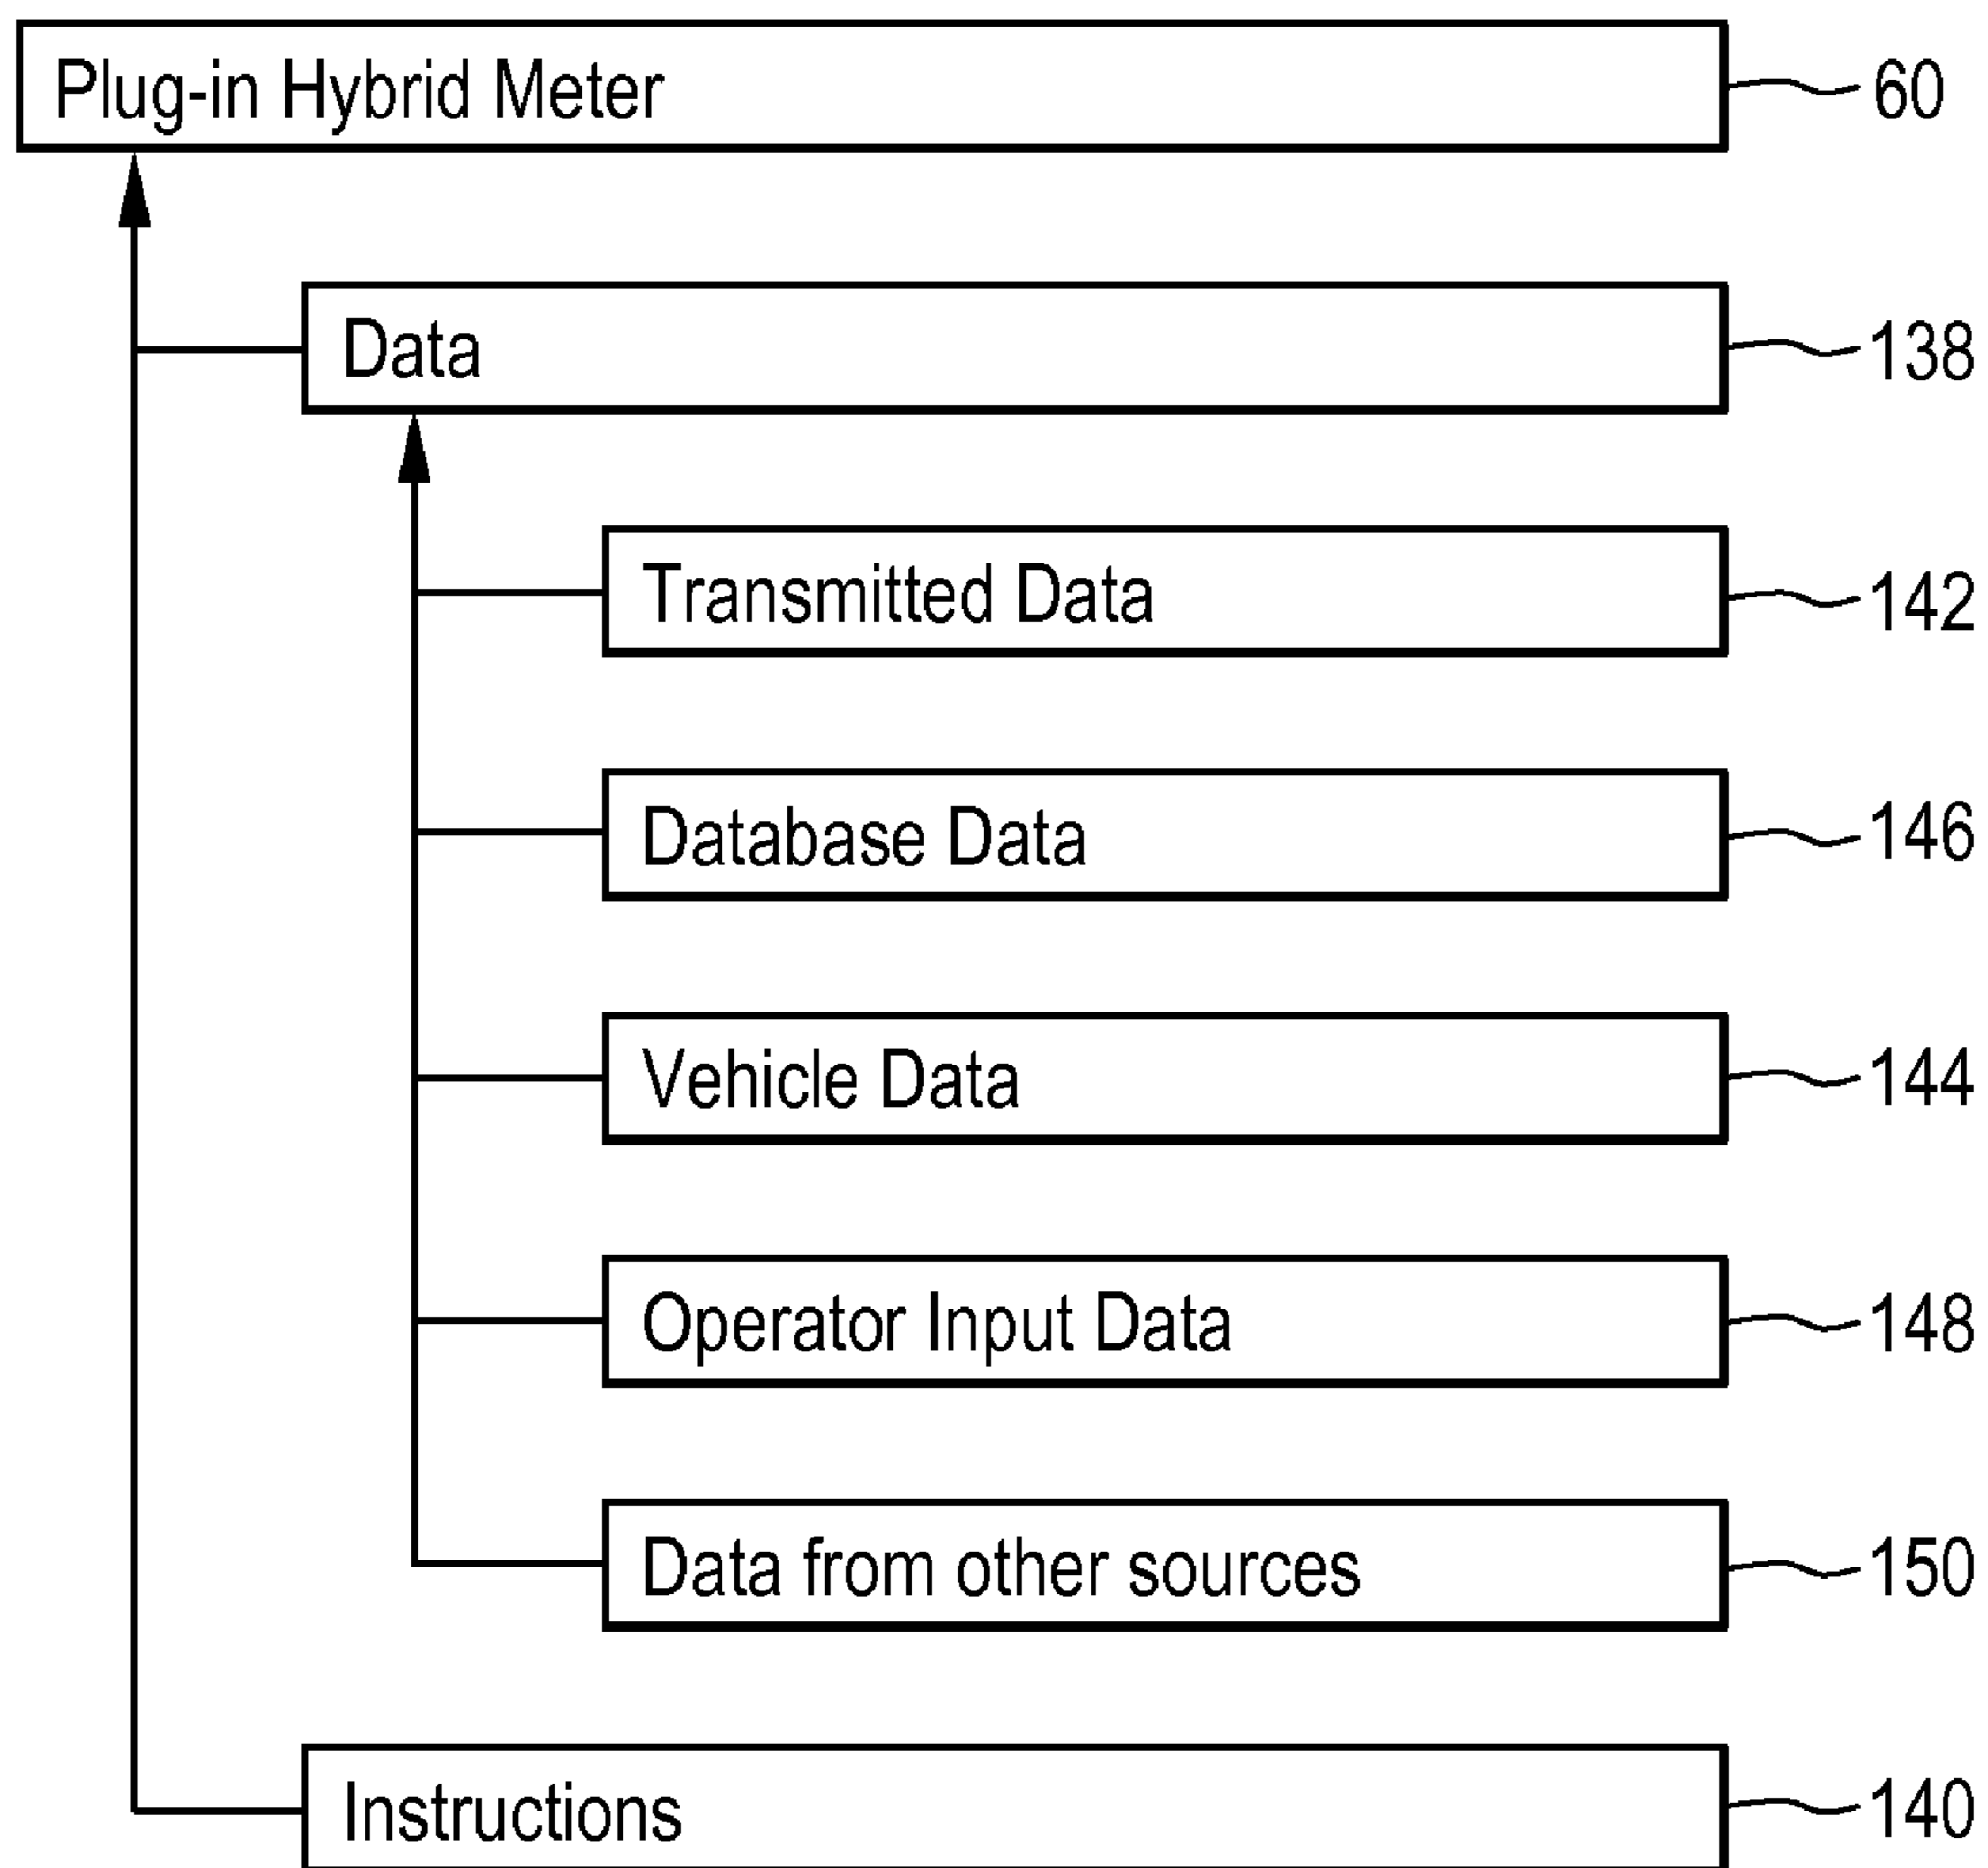 Plug-in Hybrid Meter 60
Data 138
Transmitted Data 142
Database Data 146
Vehicle Data 144
Operator Input Data 148
Data from other sources 150
Instructions 140